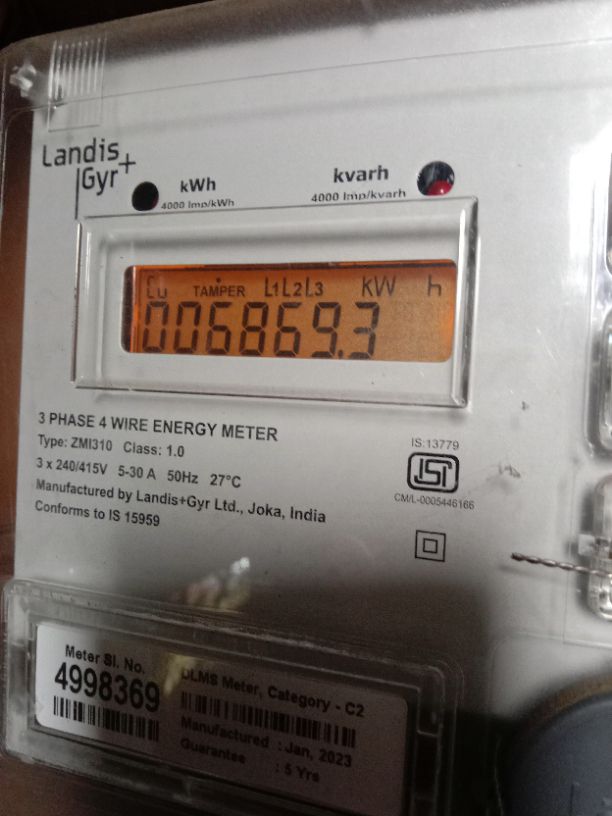 Landis
Gyr+
kWh
4000 Imp/kWh
kvarh
4000 Imp/kvarh
Cu TAMPER L1L2L3 kW h
006869.3
3 PHASE 4 WIRE ENERGY METER
Type: ZMI310 Class: 1.0
3 x 240/415V 5-30 A 50Hz 27°C
Manufactured by Landis+Gyr Ltd., Joka, India
Conforms to IS 15959
IS:13779
ISI
CM/L-0005446166
Meter Sl. No.
4998369
DLMS Meter, Category - C2
Manufactured : Jan, 2023
Guarantee : 5 Yrs